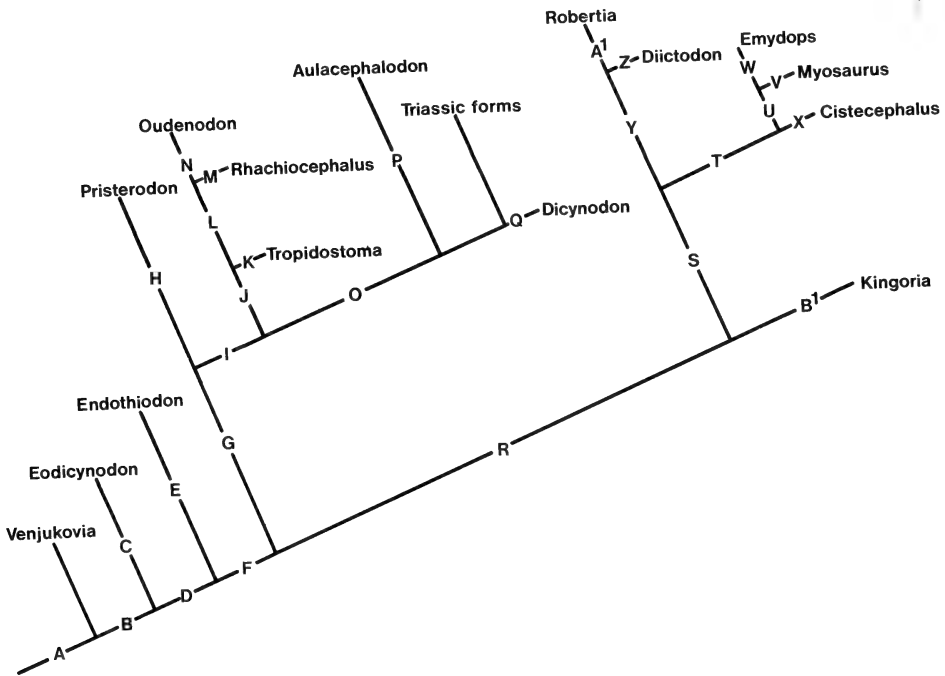 Robertia
A¹
Emydops
Z Diictodon
W
Aulacephalodon
V Myosaurus
Triassic forms
U
X Cistecephalus
Oudenodon
Y
P
T
N
M Rhachiocephalus
Pristerodon
Q Dicynodon
L
K Tropidostoma
S
H
J
O
Kingoria
B¹
I
Endothiodon
G
R
Eodicynodon
E
Venjukovia
C
F
D
B
A